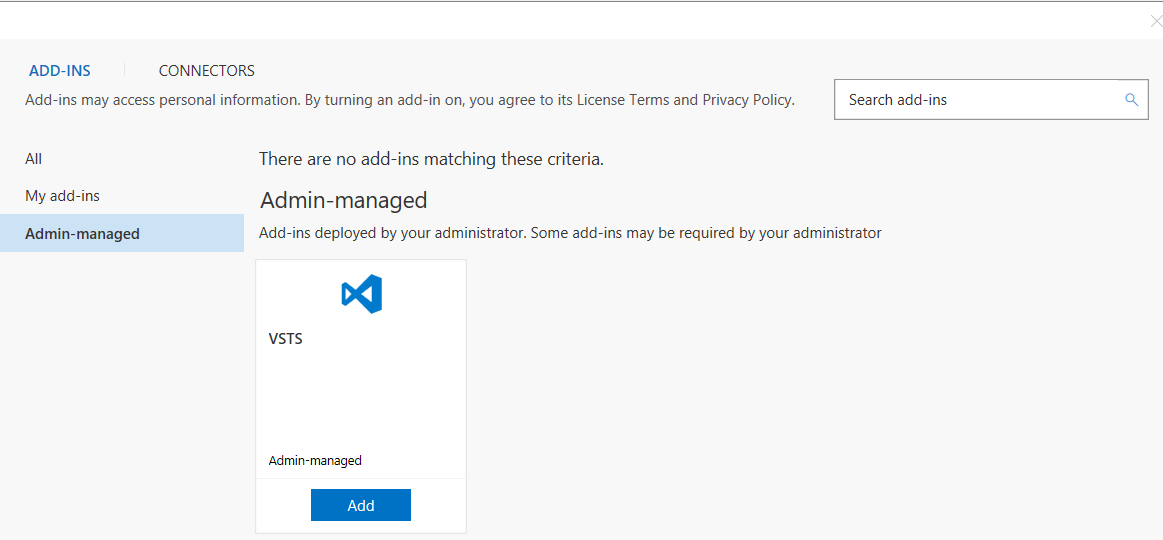 ADD-INS
CONNECTORS
Add-ins may access personal information. By turning an add-in on, you agree to its License Terms and Privacy Policy.
Search add-ins
All
There are no add-ins matching these criteria.
My add-ins
Admin-managed
Admin-managed
Add-ins deployed by your administrator. Some add-ins may be required by your administrator
VSTS
Admin-managed
Add